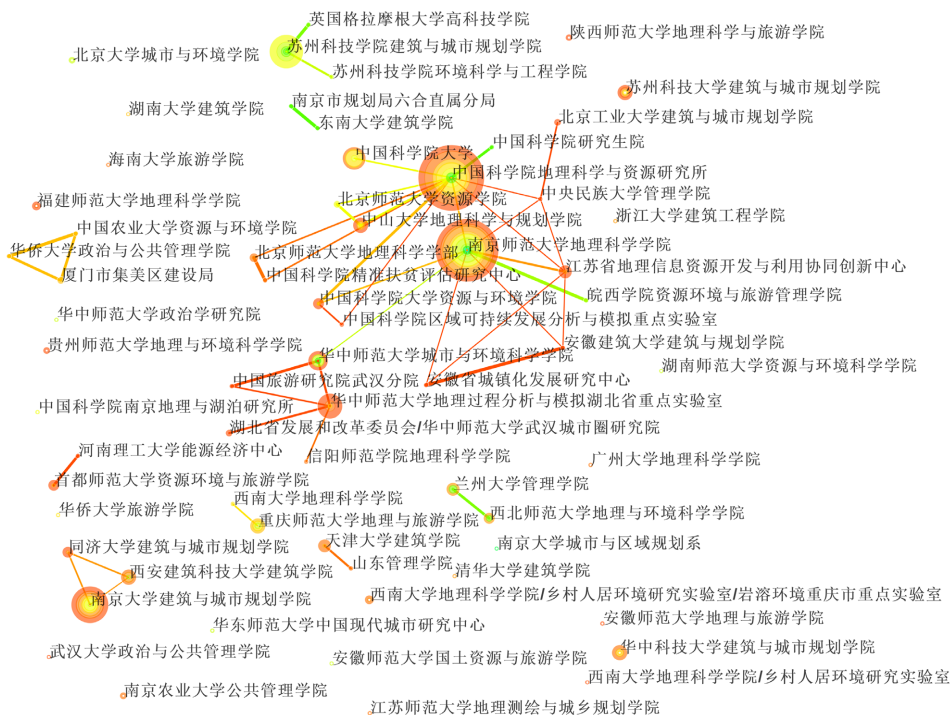 英国格拉摩根大学高科技学院
陕西师范大学地理科学与旅游学院
苏州科技学院建筑与城市规划学院
北京大学城市与环境学院
苏州科技学院环境科学与工程学院
苏州科技大学建筑与城市规划学院
南京市规划局六合直属分局
湖南大学建筑学院
北京工业大学建筑与城市规划学院
东南大学建筑学院
中国科学院研究生院
中国科学院大学
海南大学旅游学院
中国科学院地理科学与资源研究所
中央民族大学管理学院
福建师范大学地理科学学院
北京师范大学资源学院
浙江大学建筑工程学院
中山大学地理科学与规划学院
中国农业大学资源与环境学院
南京师范大学地理科学学院
华侨大学政治与公共管理学院
北京师范大学地理科学学部
江苏省地理信息资源开发与利用协同创新中心
厦门市集美区建设局
中国科学院精准扶贫评估研究中心
皖西学院资源环境与旅游管理学院
中国科学院大学资源与环境学院
华中师范大学政治学研究院
中国科学院区域可持续发展分析与模拟重点实验室
安徽建筑大学建筑与规划学院
贵州师范大学地理与环境科学学院
华中师范大学城市与环境科学学院
湖南师范大学资源与环境科学学院
中国旅游研究院武汉分院
安徽省城镇化发展研究中心
中国科学院南京地理与湖泊研究所
华中师范大学地理过程分析与模拟湖北省重点实验室
湖北省发展和改革委员会/华中师范大学武汉城市圈研究院
河南理工大学能源经济中心
信阳师范学院地理科学学院
广州大学地理科学学院
首都师范大学资源环境与旅游学院
兰州大学管理学院
西南大学地理科学学院
华侨大学旅游学院
重庆师范大学地理与旅游学院
西北师范大学地理与环境科学学院
同济大学建筑与城市规划学院
天津大学建筑学院
南京大学城市与区域规划系
山东管理学院
西安建筑科技大学建筑学院
清华大学建筑学院
南京大学建筑与城市规划学院
西南大学地理科学学院/乡村人居环境研究实验室/岩溶环境重庆市重点实验室
安徽师范大学地理与旅游学院
华东师范大学中国现代城市研究中心
华中科技大学建筑与城市规划学院
武汉大学政治与公共管理学院
安徽师范大学国土资源与旅游学院
西南大学地理科学学院/乡村人居环境研究实验室
南京农业大学公共管理学院
江苏师范大学地理测绘与城乡规划学院